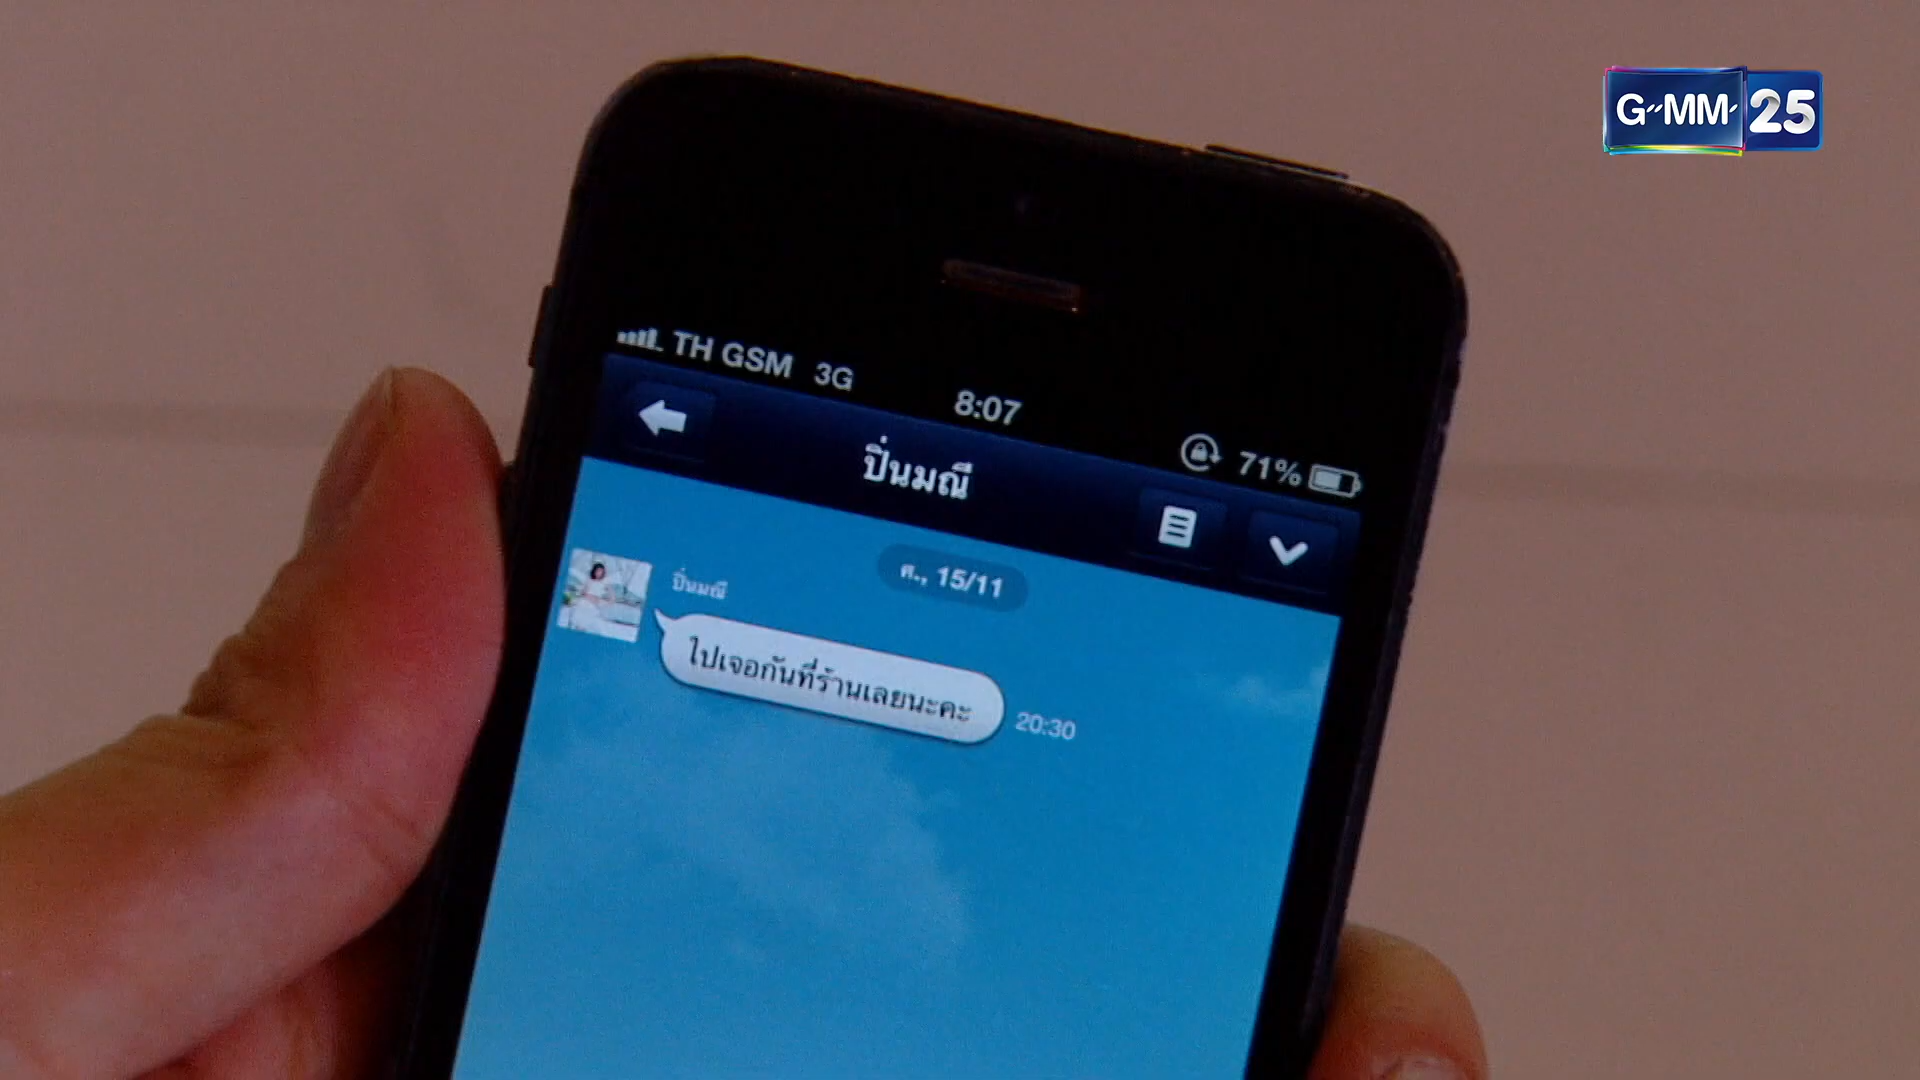 GMM 25
TH GSM 3G 8:07 71%
ปิ่นมณี
ศ., 15/11
ปิ่นมณี
ไปเจอกันที่ร้านเลยนะคะ
20:30